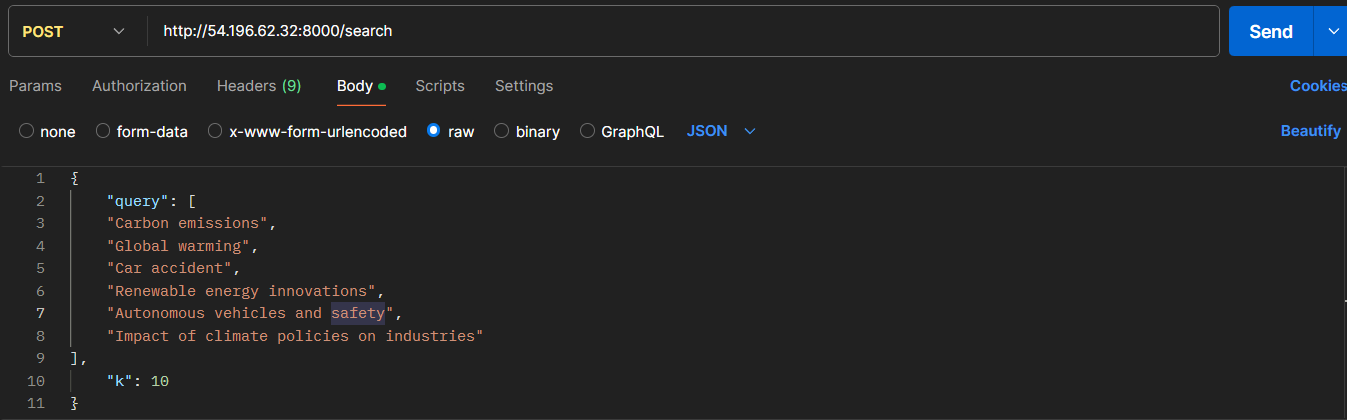 POST http://54.196.62.32:8000/search Send
Params Authorization Headers (9) Body Scripts Settings Cookies
none form-data x-www-form-urlencoded raw binary GraphQL JSON Beautify
1 {
2 "query": [
3 "Carbon emissions",
4 "Global warming",
5 "Car accident",
6 "Renewable energy innovations",
7 "Autonomous vehicles and safety",
8 "Impact of climate policies on industries"
9 ],
10 "k": 10
11 }